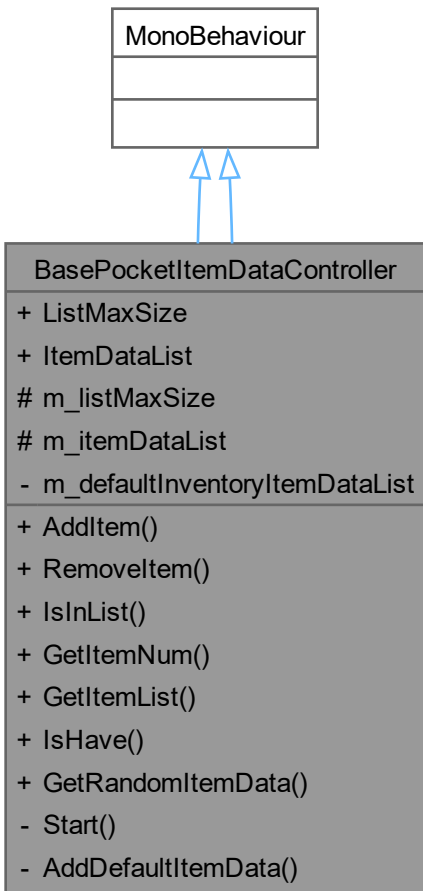 MonoBehaviour
BasePocketItemDataController
+ ListMaxSize
+ ItemDataList
# m_listMaxSize
# m_itemDataList
- m_defaultInventoryItemDataList
+ AddItem()
+ RemoveItem()
+ IsInList()
+ GetItemNum()
+ GetItemList()
+ IsHave()
+ GetRandomItemData()
- Start()
- AddDefaultItemData()